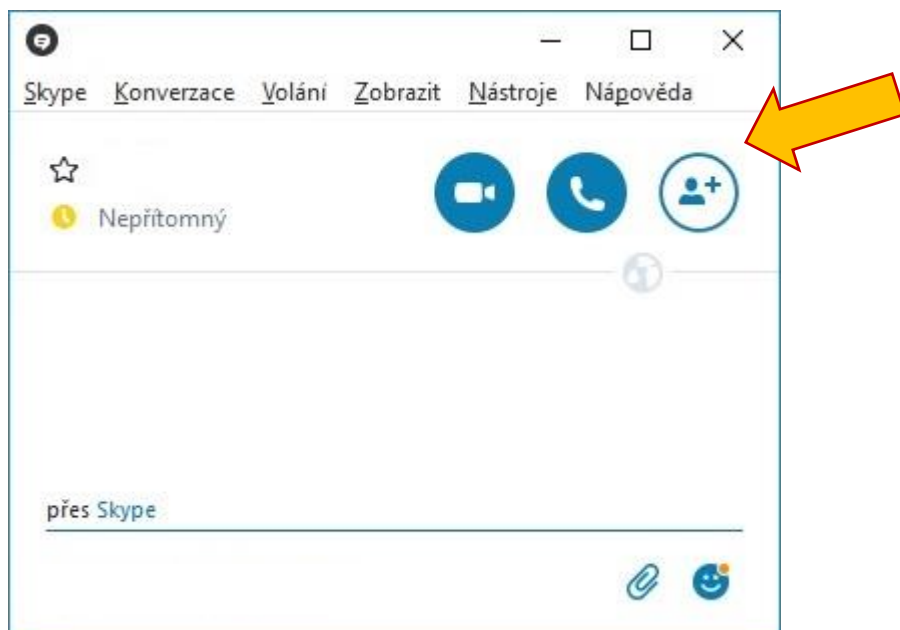 Skype Konverzace Volání Zobrazit Nástroje Nápověda
Nepřítomný
přes Skype